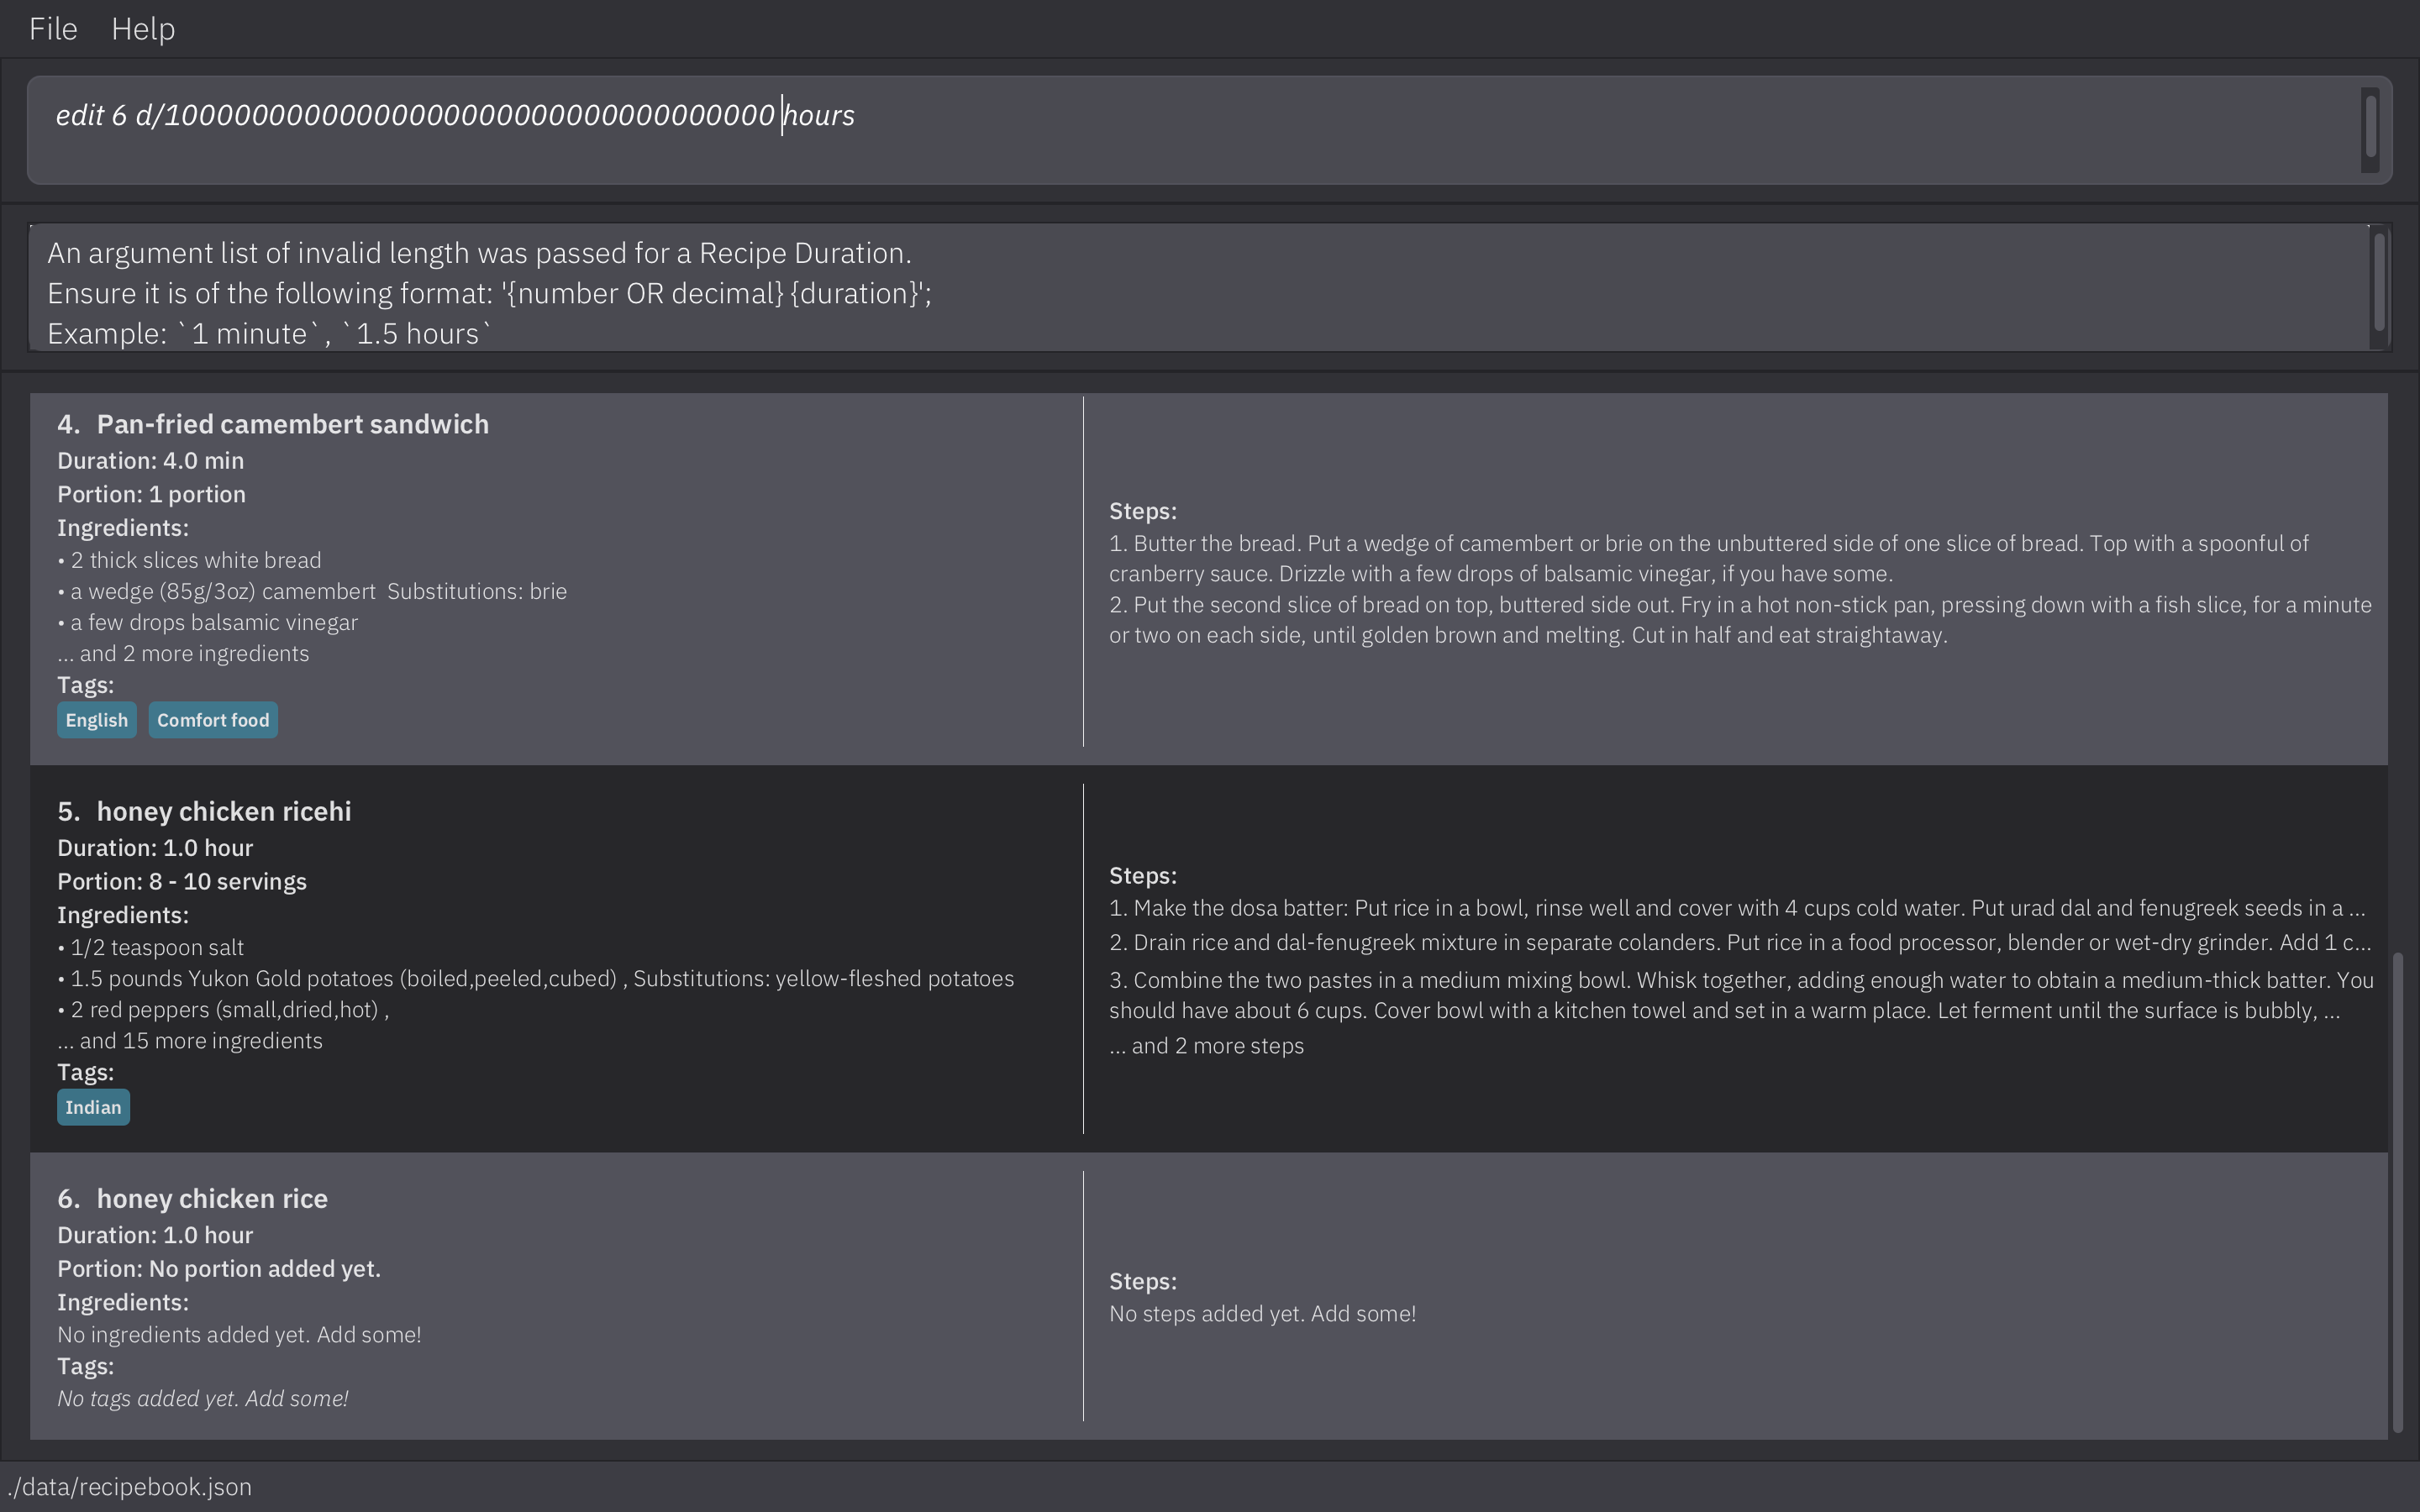 File Help
edit 6 d/10000000000000000000000000000000000 hours
An argument list of invalid length was passed for a Recipe Duration.
Ensure it is of the following format: '{number OR decimal} {duration}';
Example: `1 minute`, `1.5 hours`
4. Pan-fried camembert sandwich
Duration: 4.0 min
Portion: 1 portion
Ingredients:
• 2 thick slices white bread
• a wedge (85g/3oz) camembert  Substitutions: brie
• a few drops balsamic vinegar
... and 2 more ingredients
Tags:
English Comfort food
Steps:
1. Butter the bread. Put a wedge of camembert or brie on the unbuttered side of one slice of bread. Top with a spoonful of
cranberry sauce. Drizzle with a few drops of balsamic vinegar, if you have some.
2. Put the second slice of bread on top, buttered side out. Fry in a hot non-stick pan, pressing down with a fish slice, for a minute
or two on each side, until golden brown and melting. Cut in half and eat straightaway.
5. honey chicken ricehi
Duration: 1.0 hour
Portion: 8 - 10 servings
Ingredients:
• 1/2 teaspoon salt
• 1.5 pounds Yukon Gold potatoes (boiled,peeled,cubed) , Substitutions: yellow-fleshed potatoes
• 2 red peppers (small,dried,hot) ,
... and 15 more ingredients
Tags:
Indian
Steps:
1. Make the dosa batter: Put rice in a bowl, rinse well and cover with 4 cups cold water. Put urad dal and fenugreek seeds in a ...
2. Drain rice and dal-fenugreek mixture in separate colanders. Put rice in a food processor, blender or wet-dry grinder. Add 1 c...
3. Combine the two pastes in a medium mixing bowl. Whisk together, adding enough water to obtain a medium-thick batter. You
should have about 6 cups. Cover bowl with a kitchen towel and set in a warm place. Let ferment until the surface is bubbly, ...
... and 2 more steps
6. honey chicken rice
Duration: 1.0 hour
Portion: No portion added yet.
Ingredients:
No ingredients added yet. Add some!
Tags:
No tags added yet. Add some!
Steps:
No steps added yet. Add some!
./data/recipebook.json